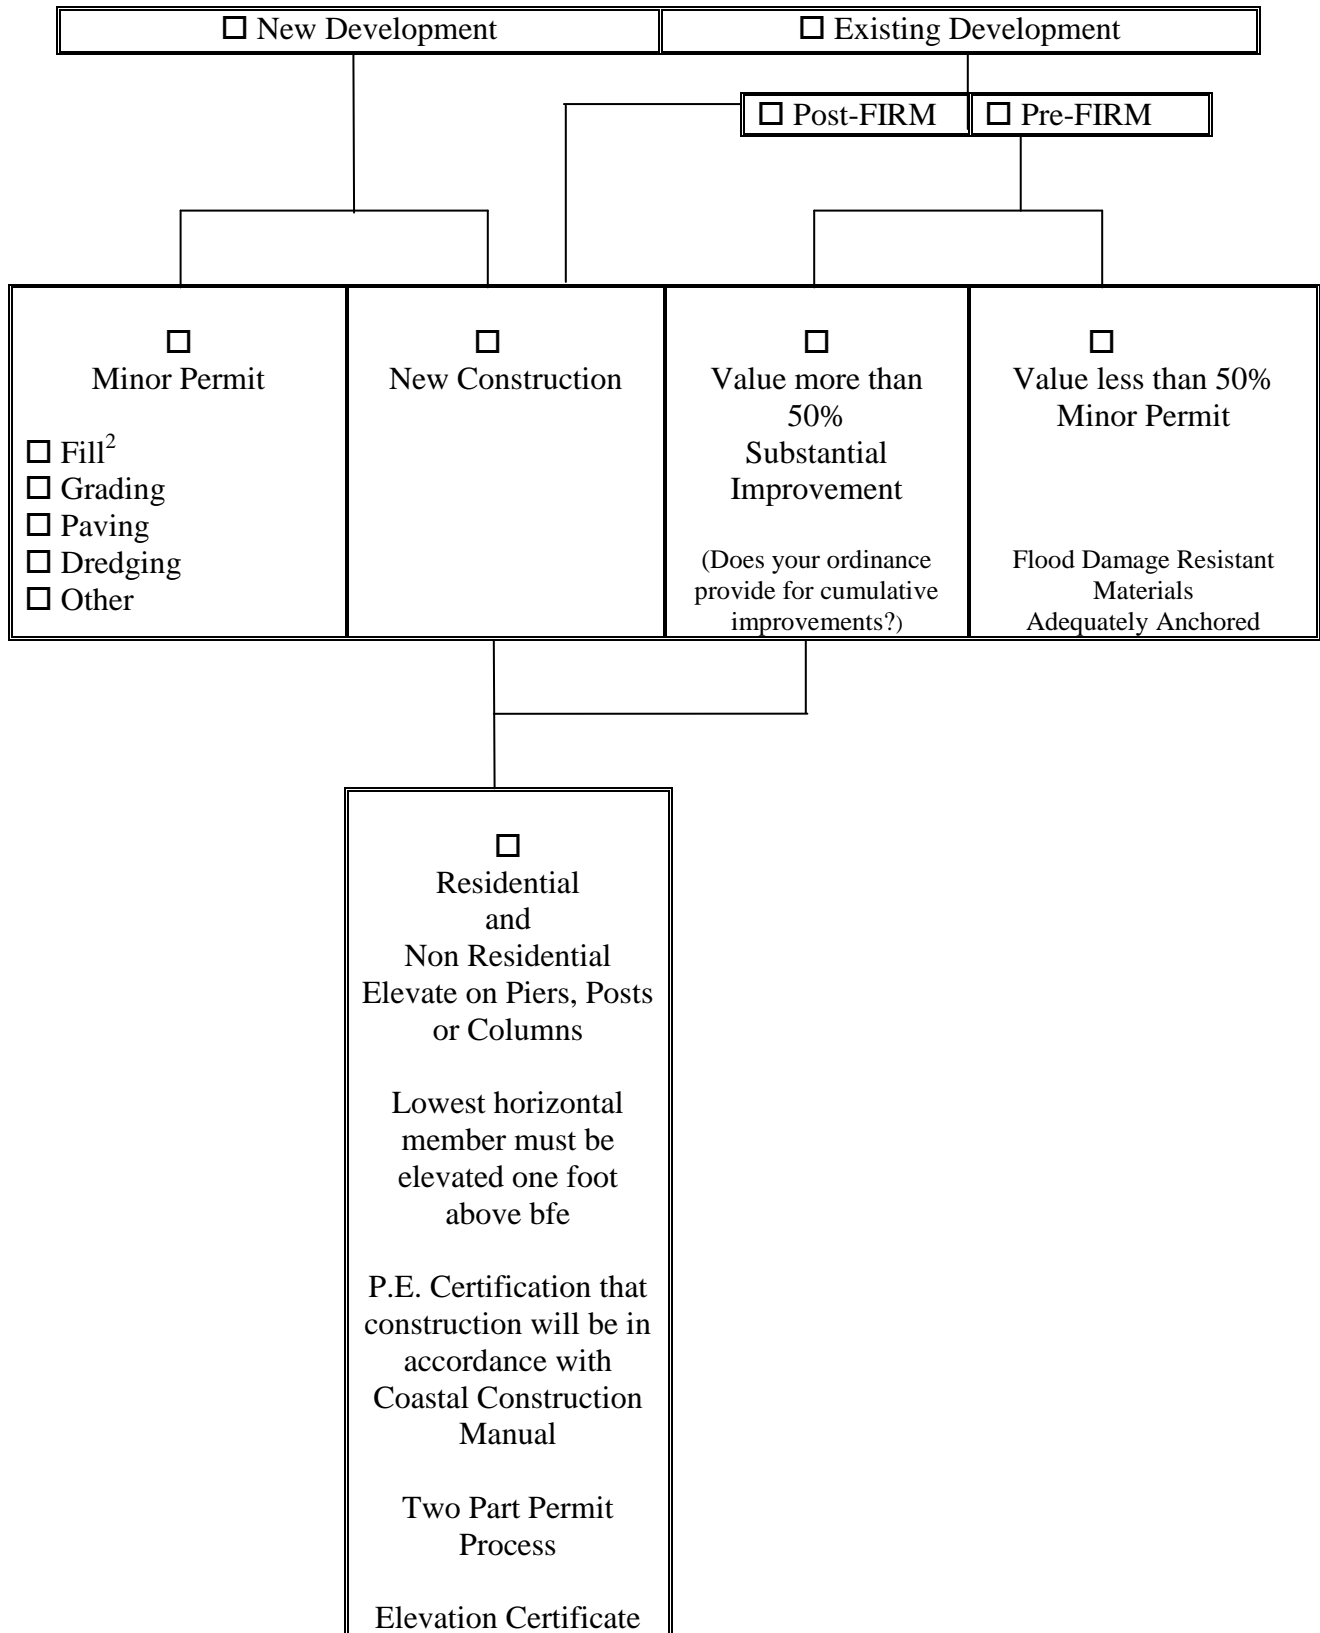 ☐ New Development
☐ Existing Development
☐ Post-FIRM
☐ Pre-FIRM
☐
Minor Permit
☐ Fill²
☐ Grading
☐ Paving
☐ Dredging
☐ Other
☐
New Construction
☐
Value more than
50%
Substantial
Improvement
(Does your ordinance
provide for cumulative
improvements?)
☐
Value less than 50%
Minor Permit
Flood Damage Resistant
Materials
Adequately Anchored
☐
Residential
and
Non Residential
Elevate on Piers, Posts
or Columns
Lowest horizontal
member must be
elevated one foot
above bfe
P.E. Certification that
construction will be in
accordance with
Coastal Construction
Manual
Two Part Permit
Process
Elevation Certificate